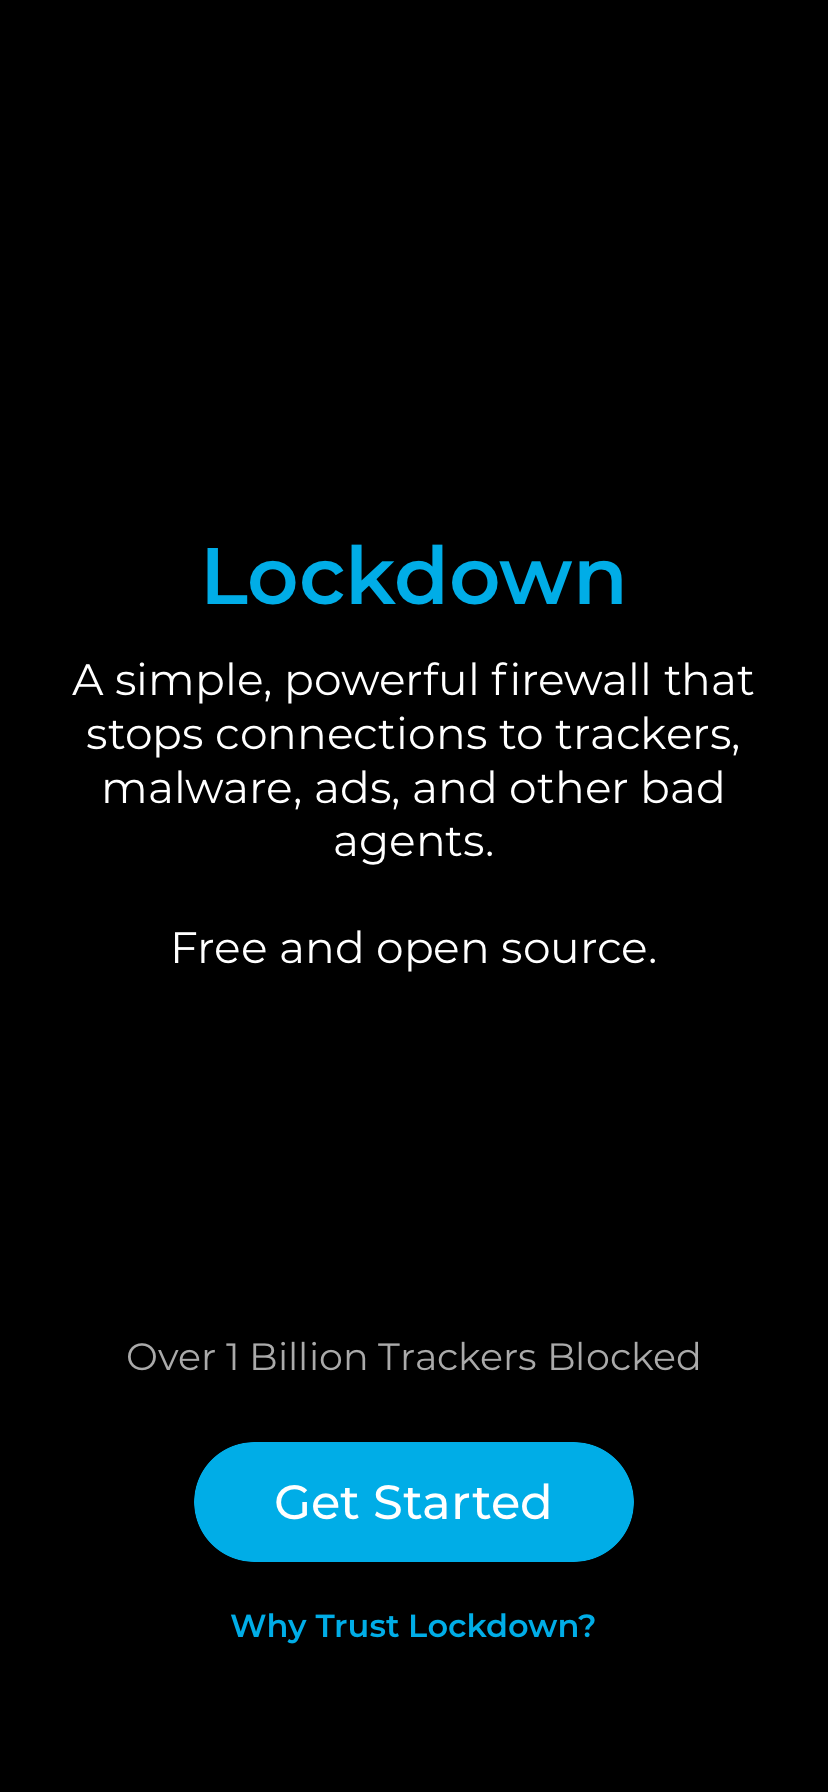 Lockdown
A simple, powerful firewall that
stops connections to trackers,
malware, ads, and other bad
agents.
Free and open source.
Over 1 Billion Trackers Blocked
Get Started
Why Trust Lockdown?